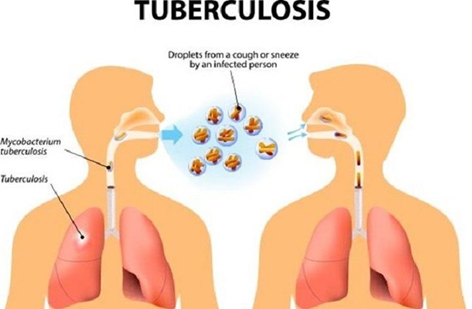 TUBERCULOSIS
Droplets from a cough or sneeze
by an infected person
Mycobacterium
tuberculosis
Tuberculosis